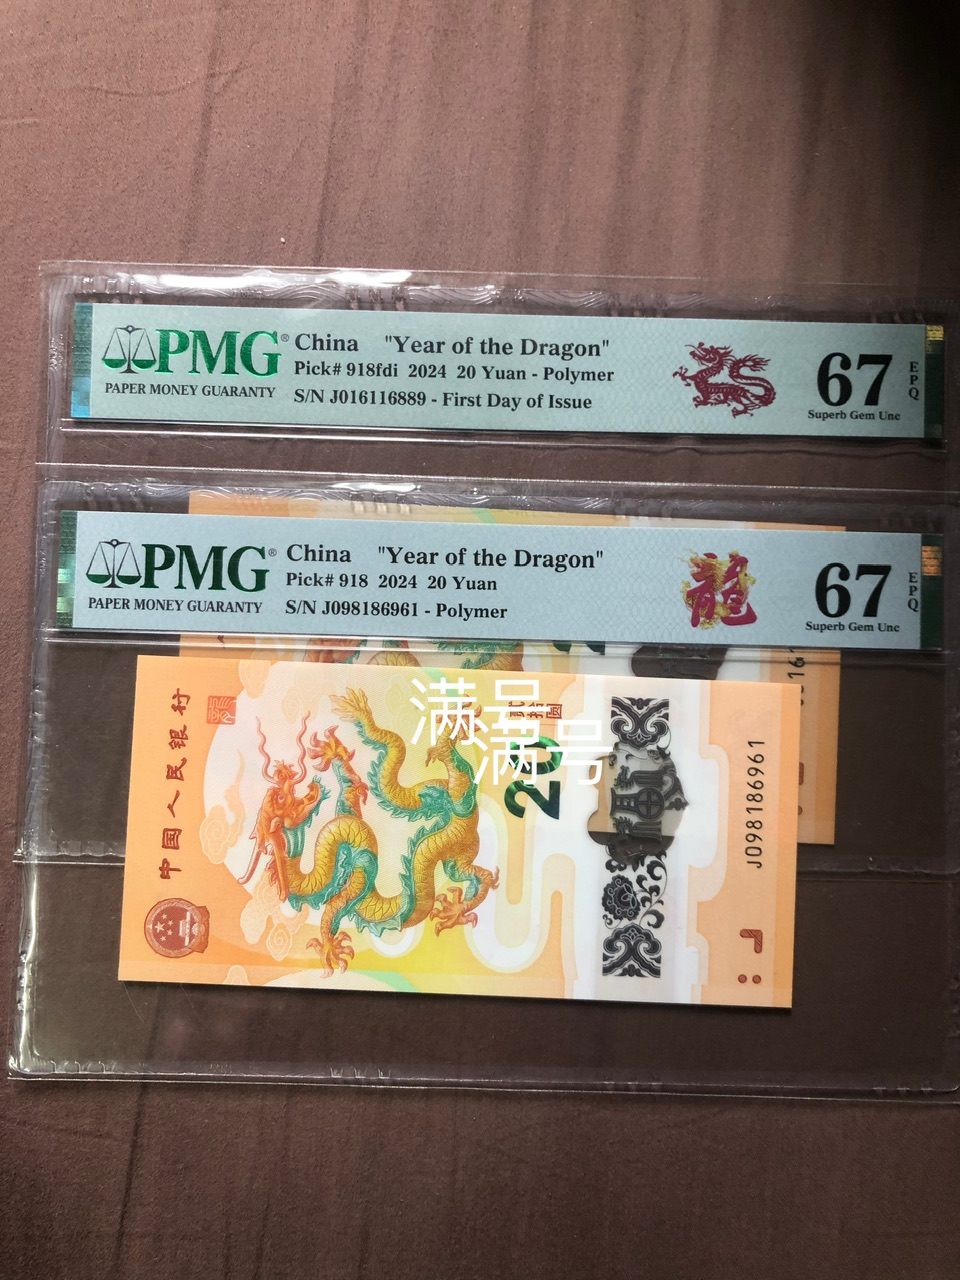 PMG® China "Year of the Dragon"
PAPER MONEY GUARANTY
Pick# 918fdi 2024 20 Yuan - Polymer
S/N J016116889 - First Day of Issue
67
EPQ
Superb Gem Unc
PMG® China "Year of the Dragon"
PAPER MONEY GUARANTY
Pick# 918 2024 20 Yuan
S/N J098186961 - Polymer
龍
67
EPQ
Superb Gem Unc
中国人民银行
满号
满号
20
J098186961